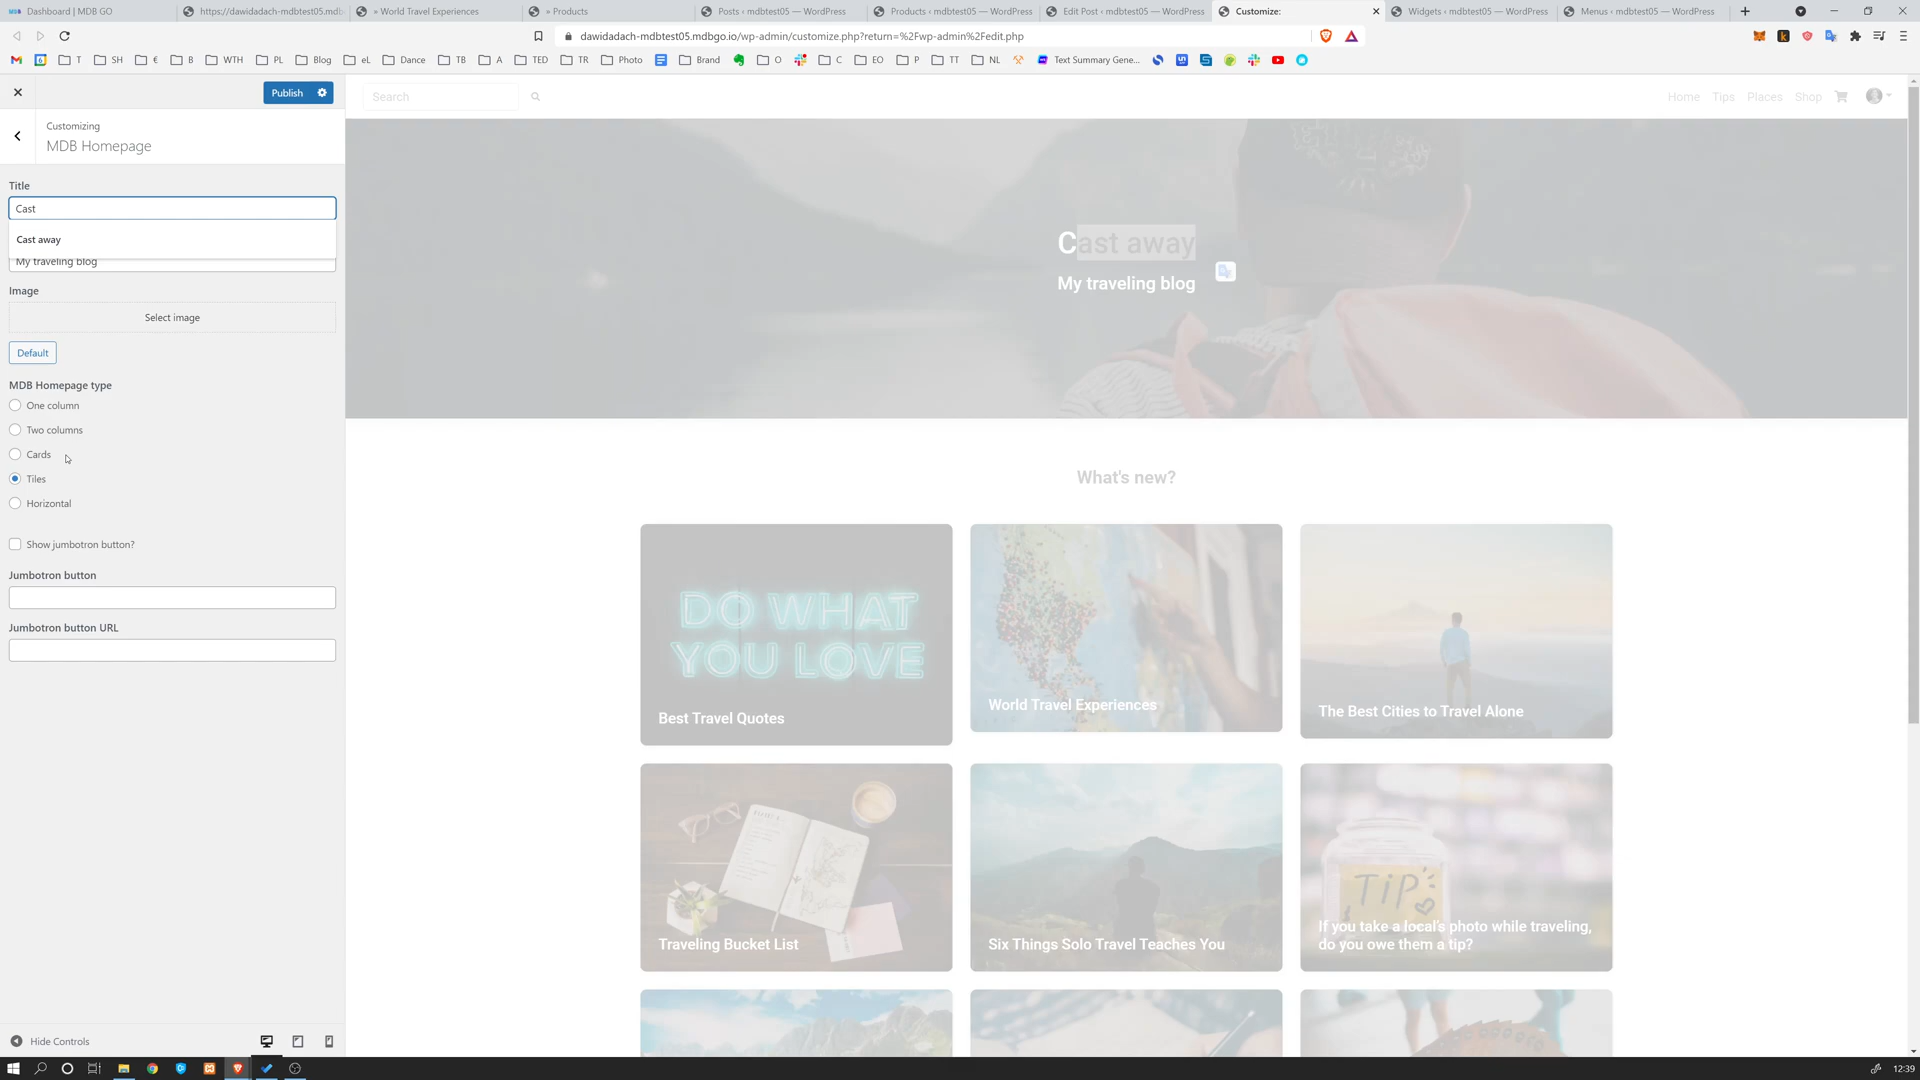 Dashboard | MDB GO
https://dawidadach-mdbtest05.mdb
» World Travel Experiences
» Products
Posts ‹ mdbtest05 — WordPress
Products ‹ mdbtest05 — WordPress
Edit Post ‹ mdbtest05 — WordPress
Customize:
Widgets ‹ mdbtest05 — WordPress
Menus ‹ mdbtest05 — WordPress
dawidadach-mdbtest05.mdbgo.io/wp-admin/customize.php?return=%2Fwp-admin%2Fedit.php
T
SH
€
B
WTH
PL
Blog
eL
Dance
TB
A
TED
TR
Photo
Brand
O
C
EO
P
TT
NL
Text Summary Gene...
Publish
Customizing
MDB Homepage
Title
Cast
Cast away
My traveling blog
Image
Select image
Default
MDB Homepage type
One column
Two columns
Cards
Tiles
Horizontal
Show jumbotron button?
Jumbotron button
Jumbotron button URL
Hide Controls
Search
Home
Tips
Places
Shop
Cast away
My traveling blog
What's new?
DO WHAT
YOU LOVE
Best Travel Quotes
World Travel Experiences
The Best Cities to Travel Alone
Traveling Bucket List
Six Things Solo Travel Teaches You
TiP
If you take a local's photo while traveling,
do you owe them a tip?
12:39